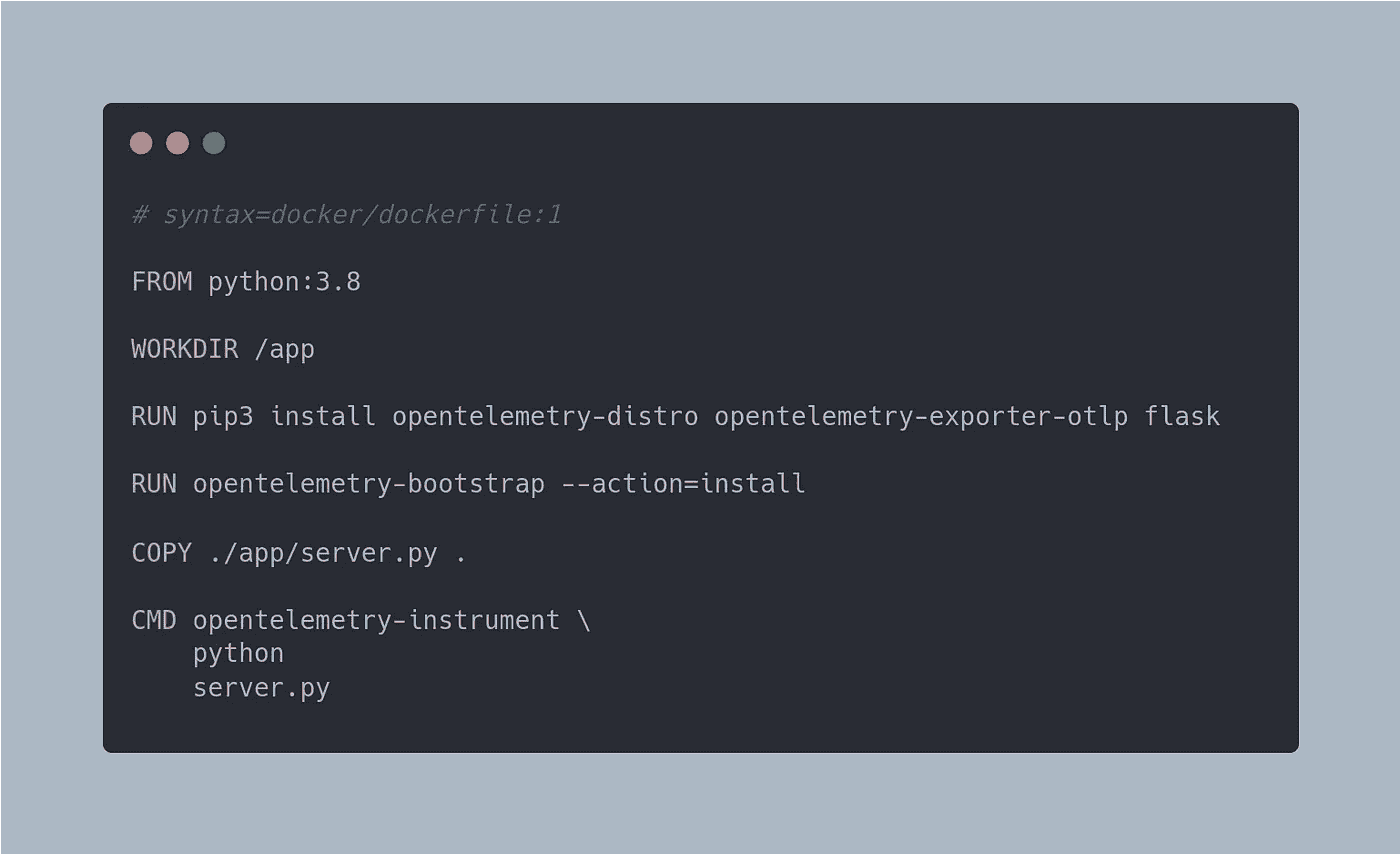 # syntax=docker/dockerfile:1
FROM python:3.8
WORKDIR /app
RUN pip3 install opentelemetry-distro opentelemetry-exporter-otlp flask
RUN opentelemetry-bootstrap --action=install
COPY ./app/server.py .
CMD opentelemetry-instrument \
    python
    server.py